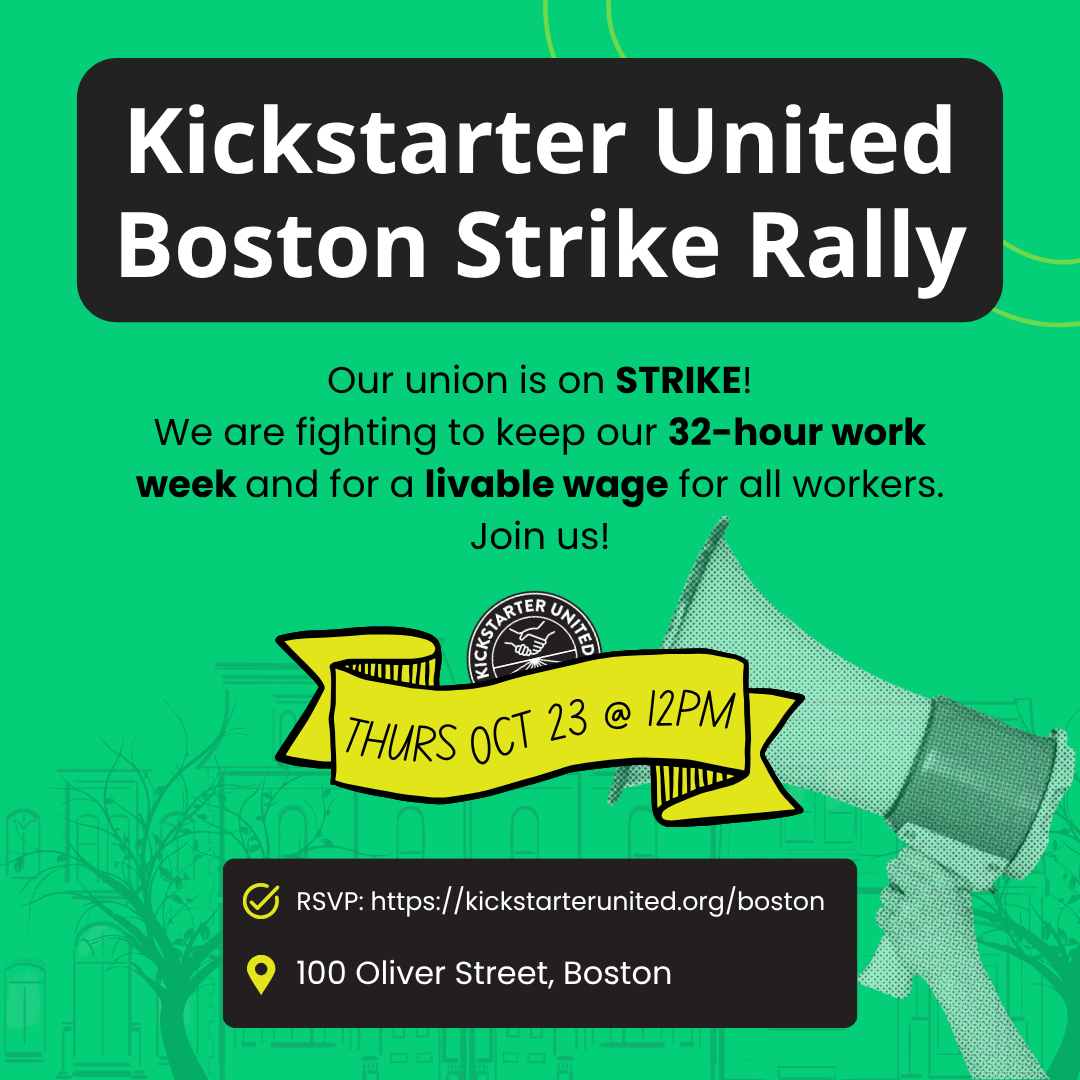 Kickstarter United
Boston Strike Rally
Our union is on STRIKE!
We are fighting to keep our 32-hour work
week and for a livable wage for all workers.
Join us!
KICKSTARTER UNITED
THURS OCT 23 @ 12PM
RSVP: https://kickstarterunited.org/boston
100 Oliver Street, Boston